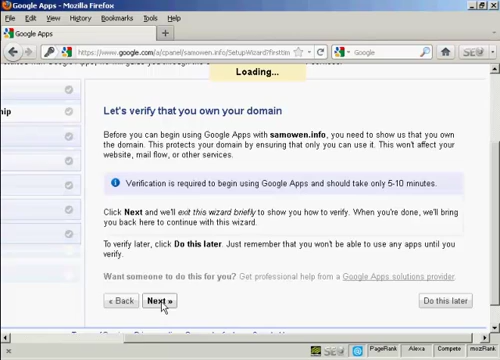 Google Apps - Mozilla Firefox
File Edit View History Bookmarks Tools Help
Google Apps
https://www.google.com/a/cpanel/samowen.info/SetupWizard?firsttim
Google
Loading...
hip
Let's verify that you own your domain
Before you can begin using Google Apps with samowen.info, you need to show us that you own
the domain. This protects your domain by ensuring that only you can use it. This won't affect your
website, mail flow, or other services.
Verification is required to begin using Google Apps and should take only 5-10 minutes.
Click Next and we'll exit this wizard briefly to show you how to verify. When you're done, we'll bring
you back here to continue with this wizard.
To verify later, click Do this later. Just remember that you won't be able to use any apps until you
verify.
Want someone to do this for you? Get professional help from a Google Apps solutions provider.
« Back
Next »
Do this later
PageRank
Alexa
mozRank